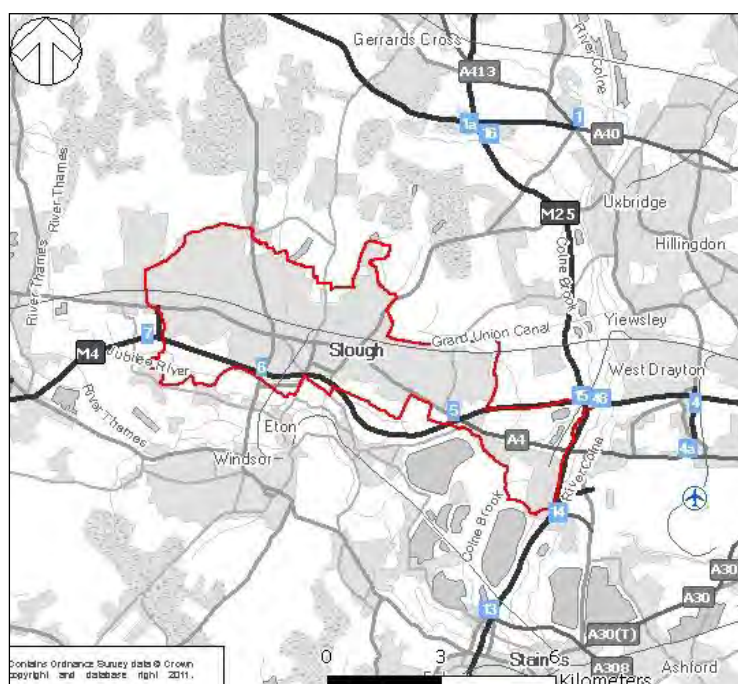 Gerrards Cross
River Colne
A413
1a
16
1
A40
River Thames
M25
Uxbridge
Hillingdon
River Thames
Colne Brook
River Thames
Grand Union Canal
Yiewsley
7
M4
Jubilee River
Slough
6
West Drayton
15
4b
4
5
River Thames
Eton
A4
4a
Windsor
River Colne
Colne Brook
14
13
A30
A30
A30(T)
Staines
A308
Ashford
0
3
6
Kilometers
Contains Ordnance Survey data © Crown
copyright and database right 2011.